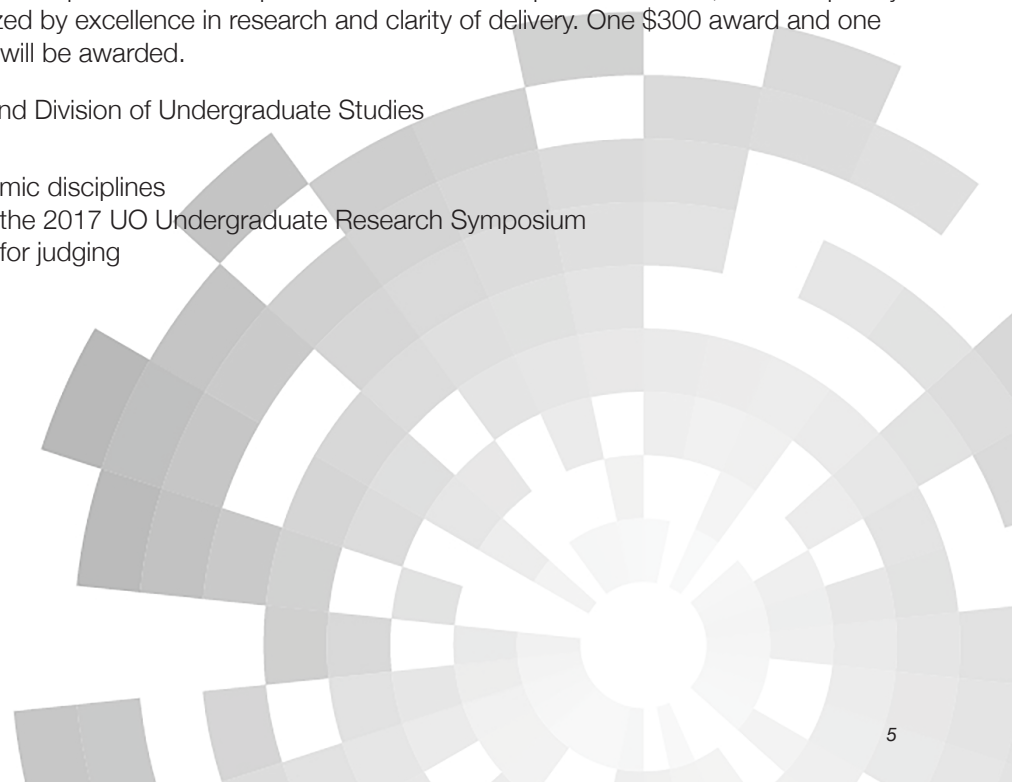 zed by excellence in research and clarity of delivery. One $300 award and one
will be awarded.
nd Division of Undergraduate Studies
mic disciplines
the 2017 UO Undergraduate Research Symposium
for judging
5